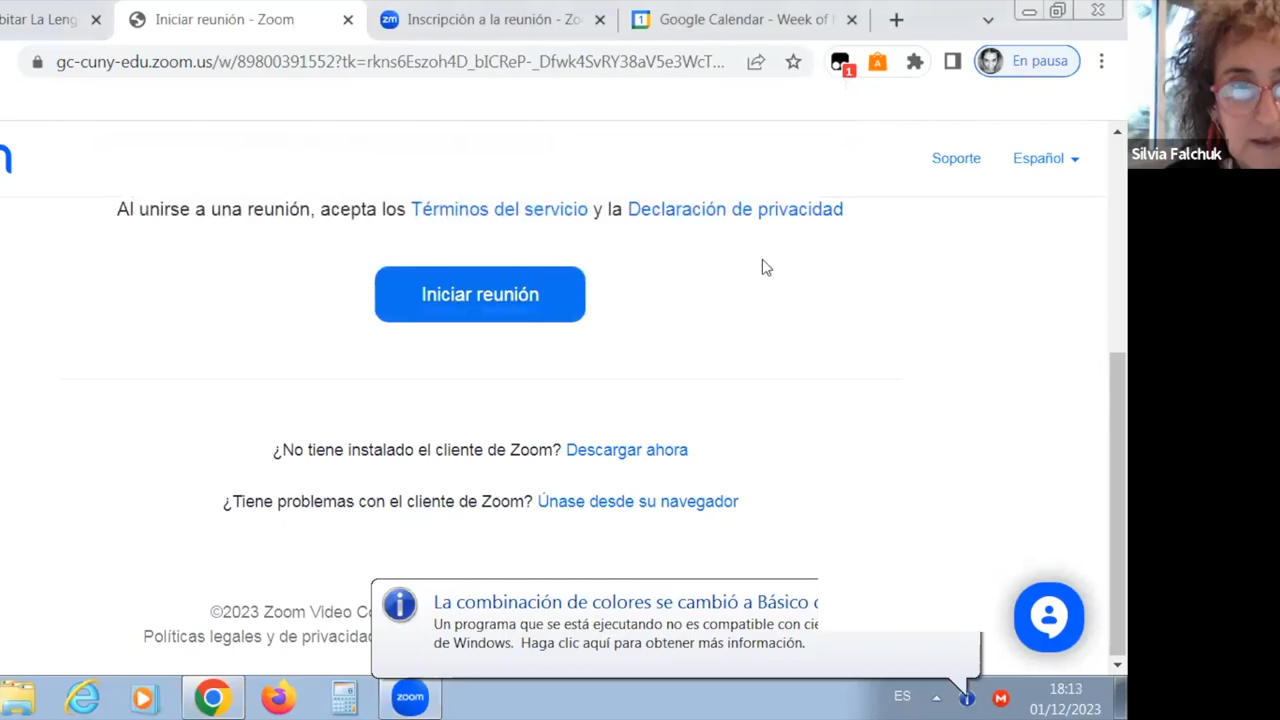 bitar La Leng
Iniciar reunión - Zoom
zm
Inscripción a la reunión - Zo
1
Google Calendar - Week of
gc-cuny-edu.zoom.us/w/89800391552?tk=rkns6Eszoh4D_bICReP-_Dfwk4SvRY38aV5e3WcT...
A
1
En pausa
Silvia Falchuk
Soporte
Español
Al unirse a una reunión, acepta los Términos del servicio y la Declaración de privacidad
Iniciar reunión
¿No tiene instalado el cliente de Zoom? Descargar ahora
¿Tiene problemas con el cliente de Zoom? Únase desde su navegador
©2023 Zoom Video Co
Políticas legales y de privacidad
La combinación de colores se cambió a Básico
Un programa que se está ejecutando no es compatible con cie
de Windows. Haga clic aquí para obtener más información.
zoom
ES
18:13
01/12/2023